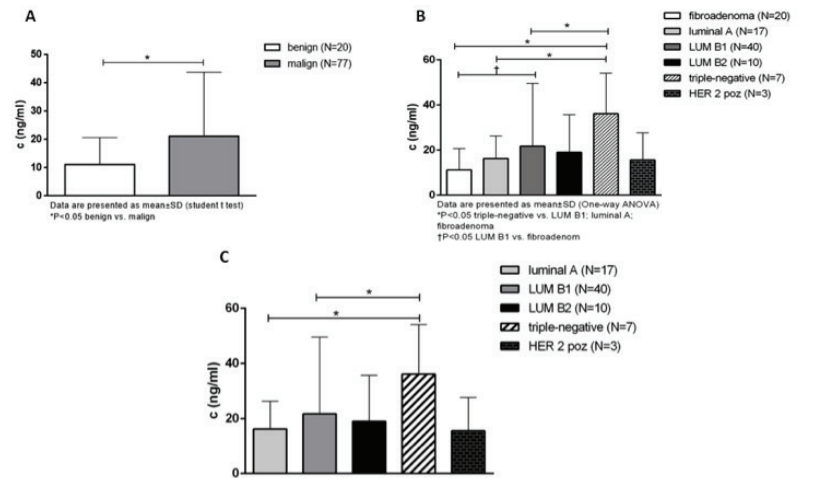 A
50
40
30
20
10
0
c (ng/ml)
*
benign (N=20)
malign (N=77)
Data are presented as mean±SD (student t test)
*P<0.05 benign vs. malign
B
60
40
20
0
c (ng/ml)
*
*
*
†
fibroadenoma (N=20)
luminal A (N=17)
LUM B1 (N=40)
LUM B2 (N=10)
triple-negative (N=7)
HER 2 poz (N=3)
Data are presented as mean±SD (One-way ANOVA)
*P<0.05 triple-negative vs. LUM B1; luminal A;
fibroadenoma
†P<0.05 LUM B1 vs. fibroadenom
C
60
40
20
0
c (ng/ml)
*
*
luminal A (N=17)
LUM B1 (N=40)
LUM B2 (N=10)
triple-negative (N=7)
HER 2 poz (N=3)